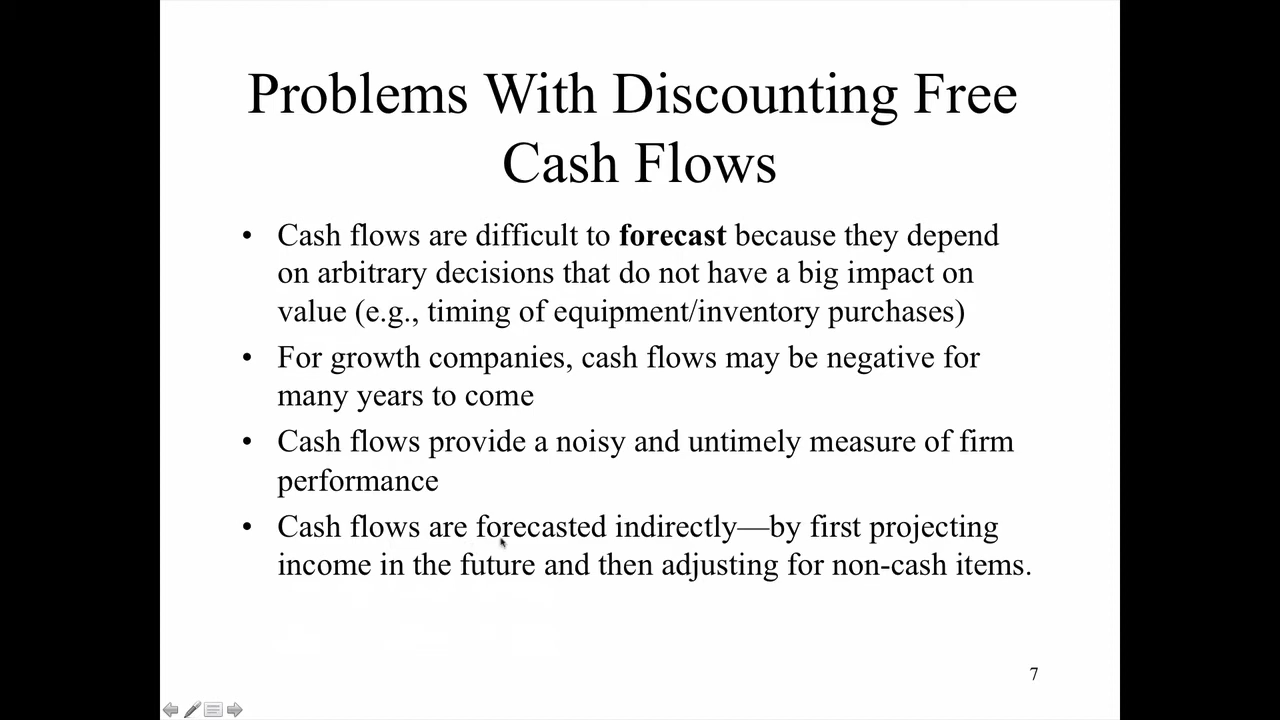 Problems With Discounting Free
Cash Flows
• Cash flows are difficult to forecast because they depend
on arbitrary decisions that do not have a big impact on
value (e.g., timing of equipment/inventory purchases)
• For growth companies, cash flows may be negative for
many years to come
• Cash flows provide a noisy and untimely measure of firm
performance
• Cash flows are forecasted indirectly—by first projecting
income in the future and then adjusting for non-cash items.
7